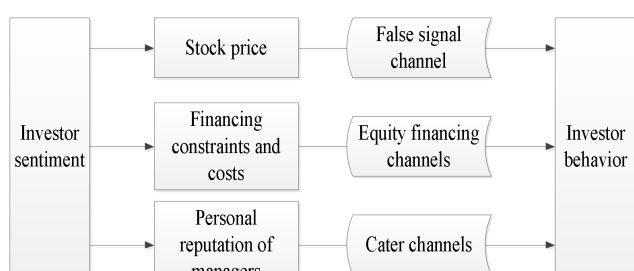 Investor
sentiment
Stock price
False signal
channel
Financing
constraints and
costs
Equity financing
channels
Personal
reputation of
managers
Cater channels
Investor
behavior